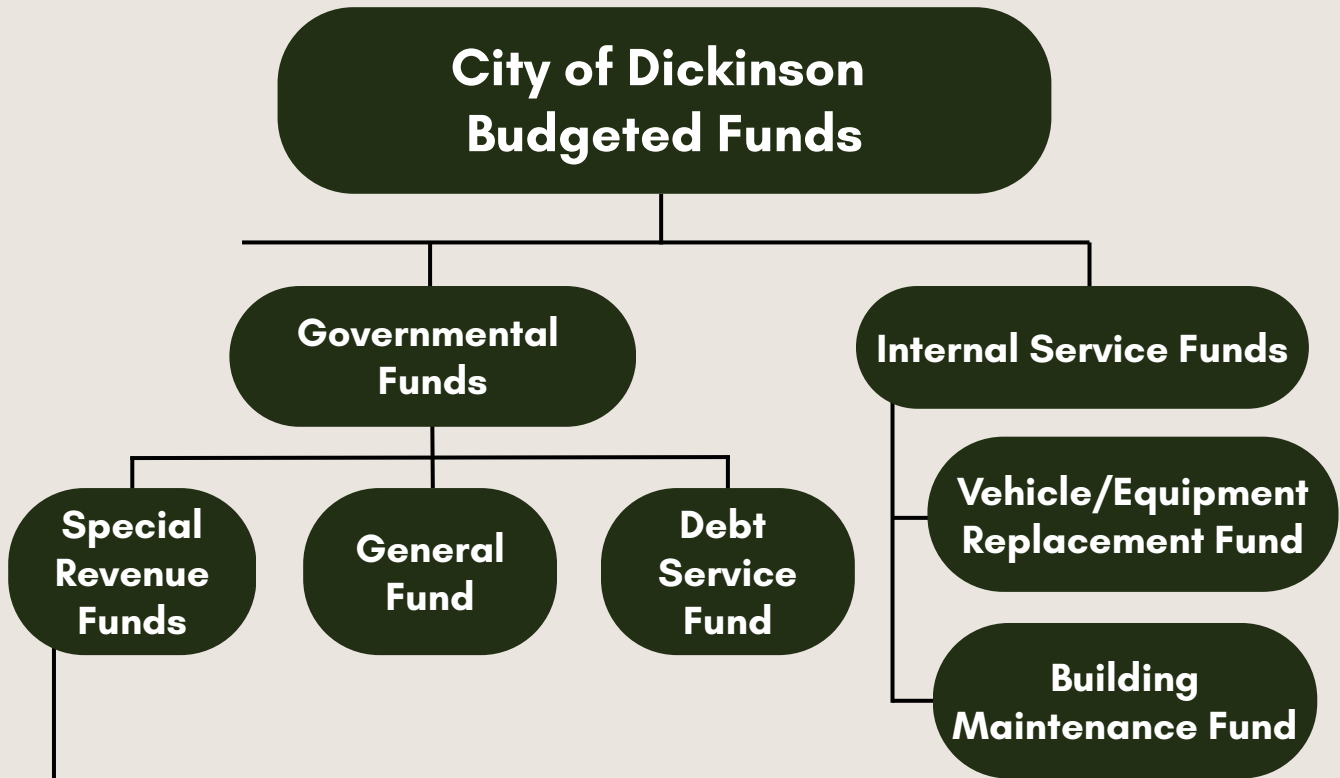 City of Dickinson
Budgeted Funds
Governmental
Funds
Internal Service Funds
Special
Revenue
Funds
General
Fund
Debt
Service
Fund
Vehicle/Equipment
Replacement Fund
Building
Maintenance Fund